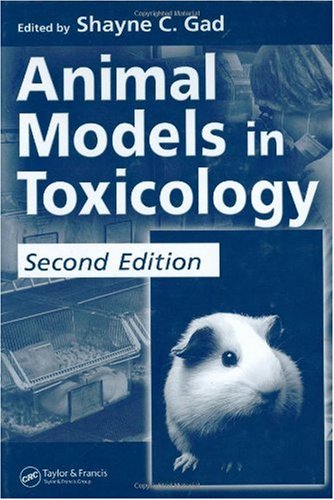 Edited by Shayne C. Gad
Animal
Models in
Toxicology
Second Edition
CRC
Taylor & Francis
Taylor & Francis Group